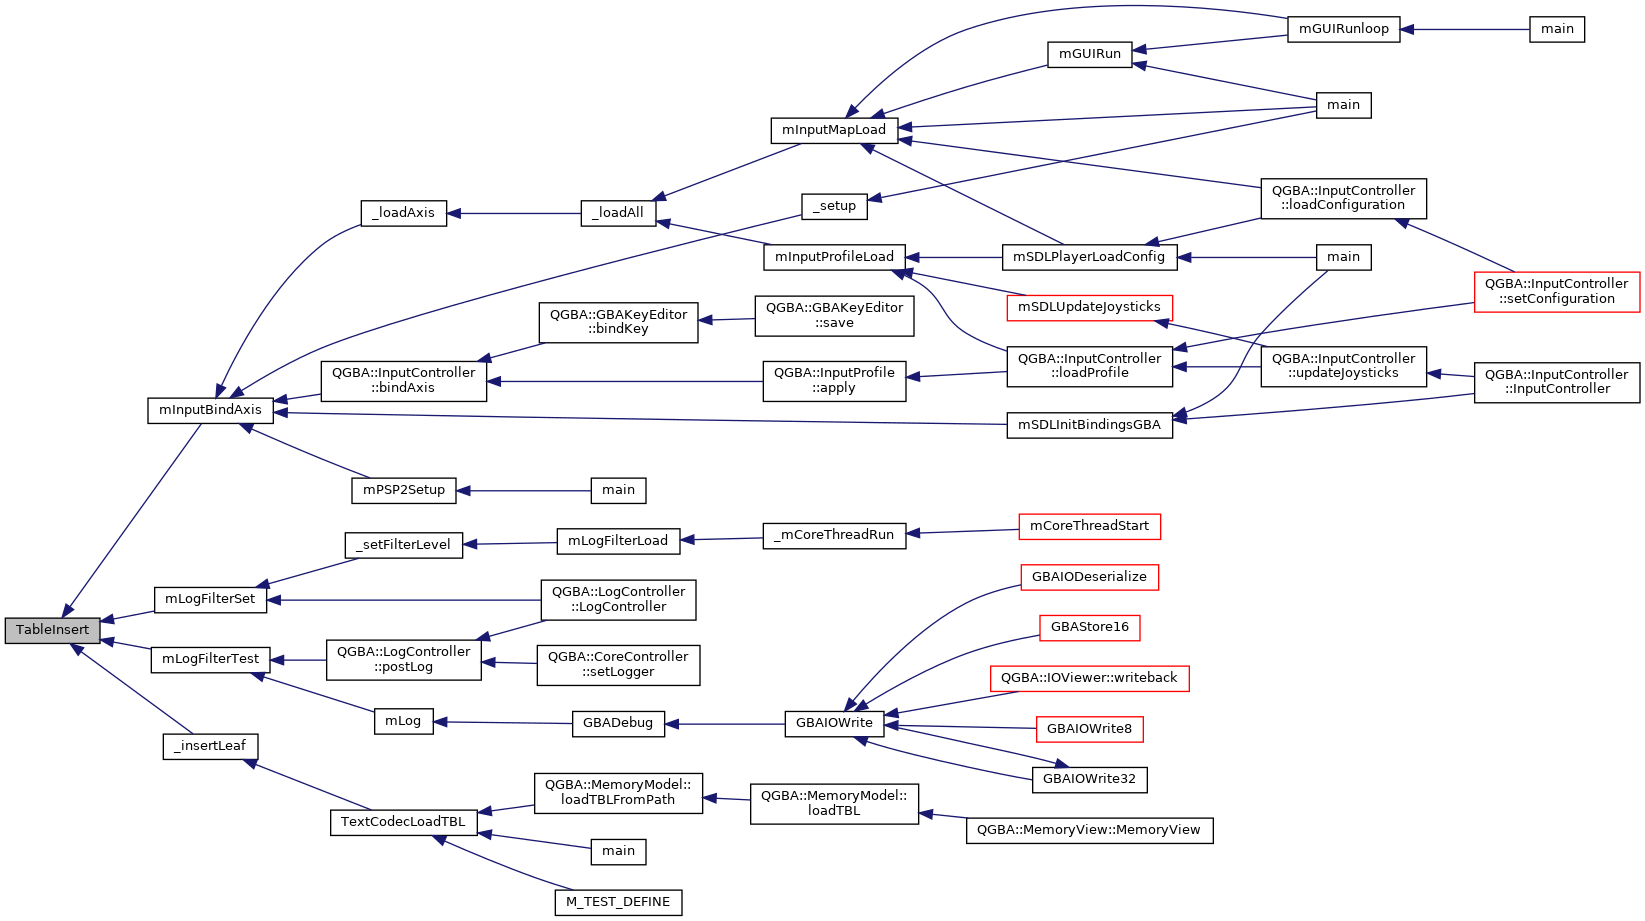 mGUIRunloop
main
mGUIRun
main
mInputMapLoad
QGBA::InputController
::loadConfiguration
_setup
_loadAxis
_loadAll
mInputProfileLoad
mSDLPlayerLoadConfig
main
QGBA::InputController
::setConfiguration
mSDLUpdateJoysticks
QGBA::GBAKeyEditor
::bindKey
QGBA::GBAKeyEditor
::save
QGBA::InputController
::loadProfile
QGBA::InputController
::updateJoysticks
QGBA::InputController
::InputController
QGBA::InputController
::bindAxis
QGBA::InputProfile
::apply
mInputBindAxis
mSDLInitBindingsGBA
mPSP2Setup
main
_setFilterLevel
mLogFilterLoad
_mCoreThreadRun
mCoreThreadStart
mLogFilterSet
QGBA::LogController
::LogController
GBAIODeserialize
TableInsert
GBAStore16
mLogFilterTest
QGBA::LogController
::postLog
QGBA::CoreController
::setLogger
QGBA::IOViewer::writeback
mLog
GBADebug
GBAIOWrite
GBAIOWrite8
_insertLeaf
GBAIOWrite32
QGBA::MemoryModel::
loadTBLFromPath
QGBA::MemoryModel::
loadTBL
TextCodecLoadTBL
QGBA::MemoryView::MemoryView
main
M_TEST_DEFINE